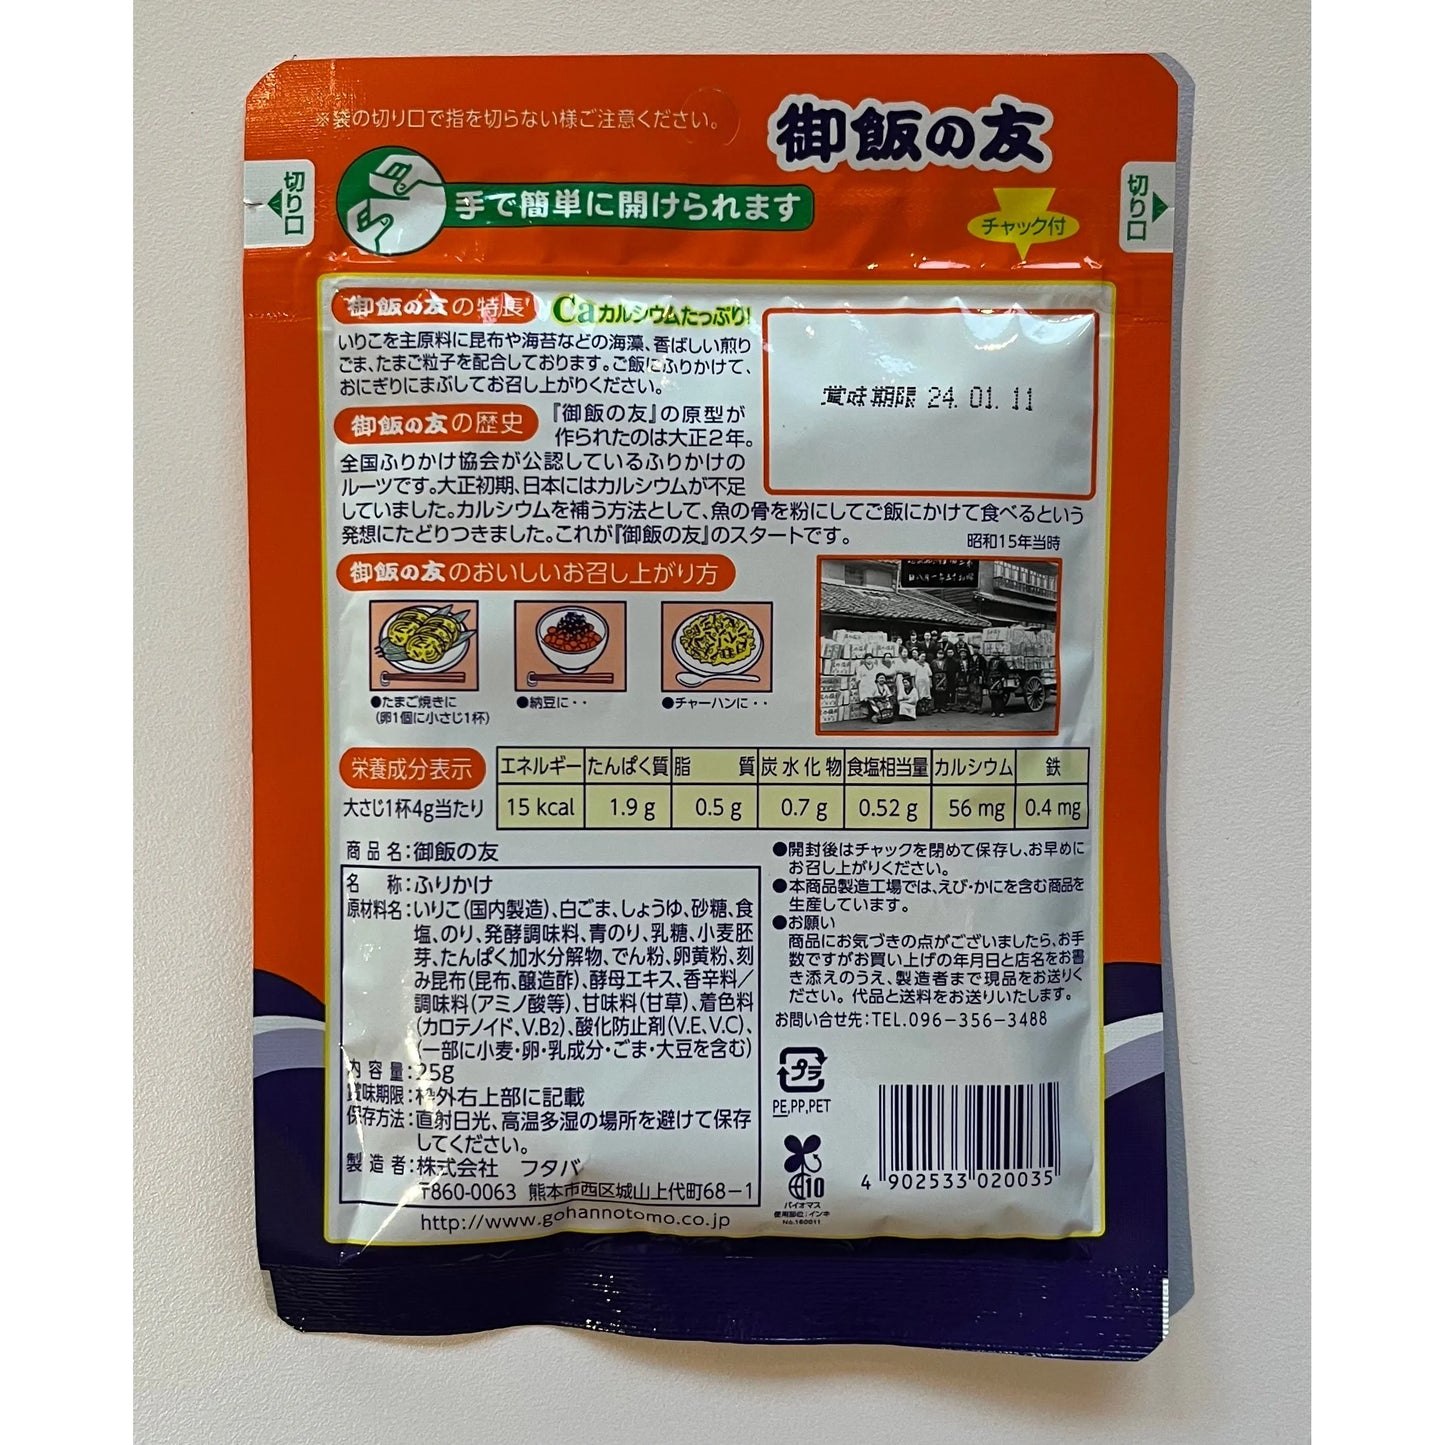 ※袋の切り口で指を切らない様ご注意ください。
御飯の友
切り口
手で簡単に開けられます
チャック付
切り口
御飯の友の特長
Caカルシウムたっぷり!
いりこを主原料に昆布や海苔などの海藻、香ばしい煎り
ごま、たまご粒子を配合しております。ご飯にふりかけて、
おにぎりにまぶしてお召し上がりください。
賞味期限 24.01.11
御飯の友の歴史
『御飯の友』の原型が
作られたのは大正2年。
全国ふりかけ協会が公認しているふりかけの
ルーツです。大正初期、日本にはカルシウムが不足
していました。カルシウムを補う方法として、魚の骨を粉にしてご飯にかけて食べるという
発想にたどりつきました。これが『御飯の友』のスタートです。
昭和15年当時
御飯の友のおいしいお召し上がり方
●たまご焼きに
(卵1個に小さじ1杯)
●納豆に・・
●チャーハンに・・
栄養成分表示
大さじ1杯4g当たり
エネルギー たんぱく質 脂質 炭水化物 食塩相当量 カルシウム 鉄
15 kcal 1.9 g 0.5 g 0.7 g 0.52 g 56 mg 0.4 mg
商品名:御飯の友
名称:ふりかけ
原材料名:いりこ(国内製造)、白ごま、しょうゆ、砂糖、食
塩、のり、発酵調味料、青のり、乳糖、小麦胚
芽、たんぱく加水分解物、でん粉、卵黄粉、刻
み昆布(昆布、醸造酢)、酵母エキス、香辛料/
調味料(アミノ酸等)、甘味料(甘草)、着色料
(カロテノイド、V.B2)、酸化防止剤(V.E、V.C)、
(一部に小麦・卵・乳成分・ごま・大豆を含む)
内容量:25g
賞味期限:枠外右上部に記載
保存方法:直射日光、高温多湿の場所を避けて保存
してください。
製造者:株式会社 フタバ
〒860-0063 熊本市西区城山上代町68-1
http://www.gohannotomo.co.jp
●開封後はチャックを閉めて保存し、お早めに
お召し上がりください。
●本商品製造工場では、えび・かにを含む商品を
生産しています。
●お願い
商品にお気づきの点がございましたら、お手
数ですがお買い上げの年月日と店名をお書
き添えのうえ、製造者まで現品をお送りく
ださい。代品と送料をお送りいたします。
お問い合せ先:TEL.096-356-3488
プラ
PE,PP,PET
10
バイオマス
使用部位:インキ
No.160011
4 902533 020035